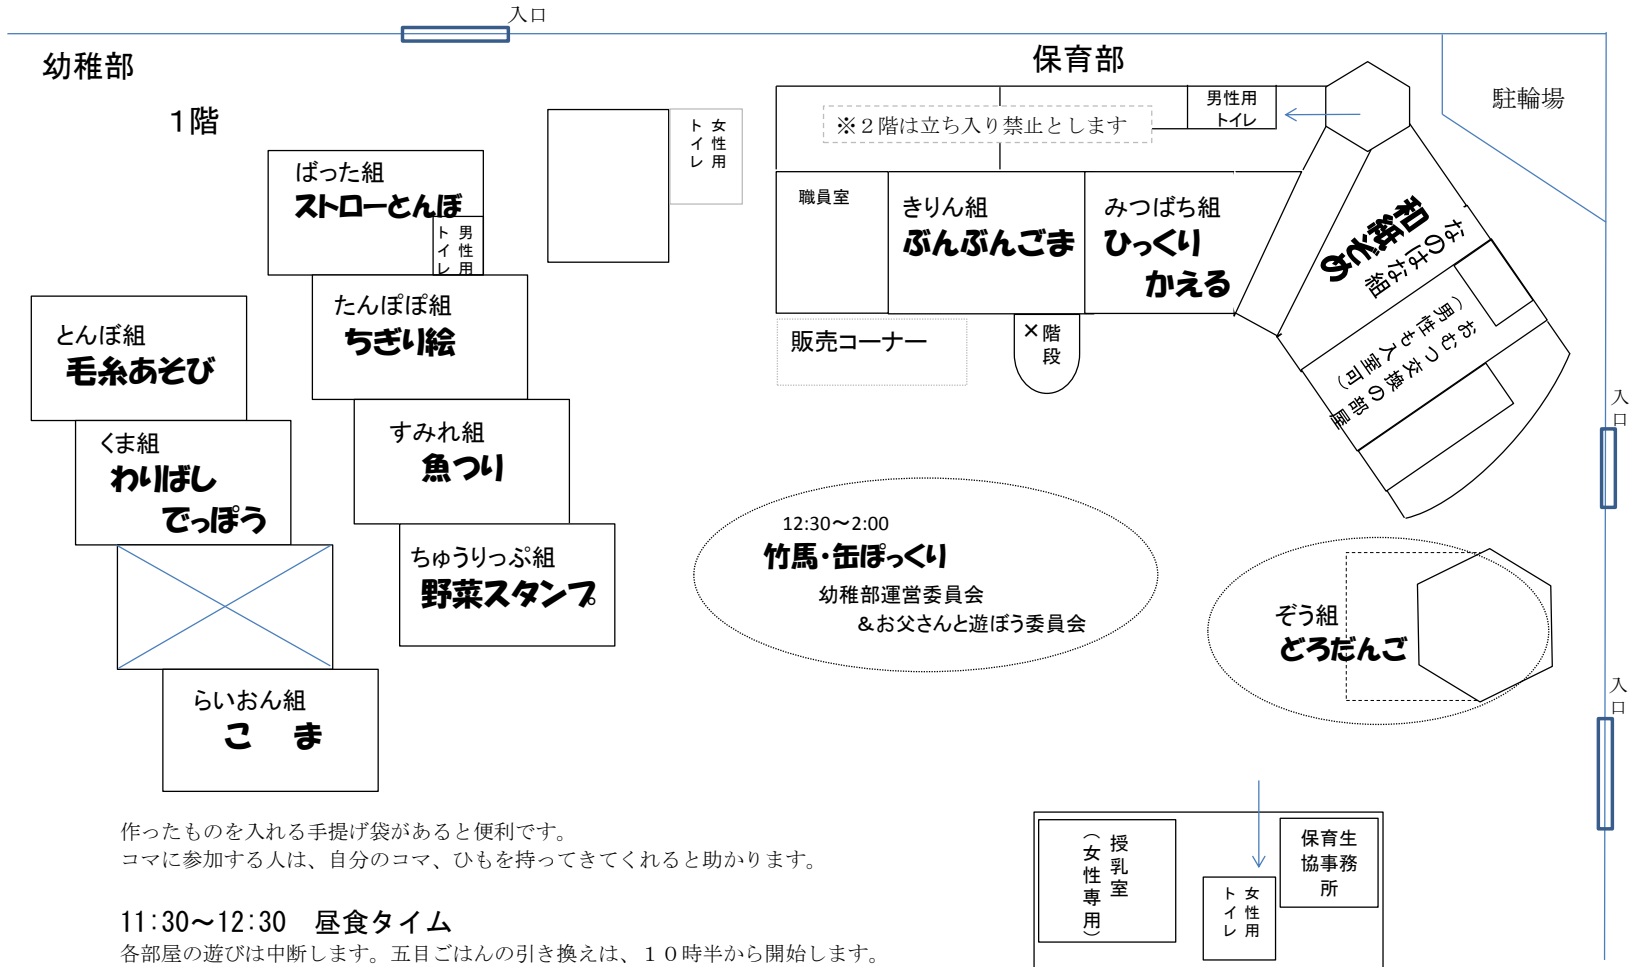 入口
幼稚部
1階
保育部
駐輪場
男性用
トイレ
※２階は立ち入り禁止とします
女性用
トイレ
ばった組
ストローとんぼ
男性用
トイレ
職員室
きりん組
ぶんぶんごま
みつばち組
ひっくり
かえる
なのはな組
和紙ぞめ
おむつ交換の部屋
（男性も入室可）
たんぽぽ組
ちぎり絵
とんぼ組
毛糸あそび
販売コーナー
×階段
入口
くま組
わりばし
でっぽう
すみれ組
魚つり
12:30～2:00
竹馬・缶ぽっくり
幼稚部運営委員会
＆お父さんと遊ぼう委員会
ちゅうりっぷ組
野菜スタンプ
ぞう組
どろだんご
入口
らいおん組
こ　ま
作ったものを入れる手提げ袋があると便利です。
コマに参加する人は、自分のコマ、ひもを持ってきてくれると助かります。
授乳室
（女性専用）
女性用
トイレ
保育生
協事務
所
11:30～12:30　昼食タイム
各部屋の遊びは中断します。五目ごはんの引き換えは、１０時半から開始します。